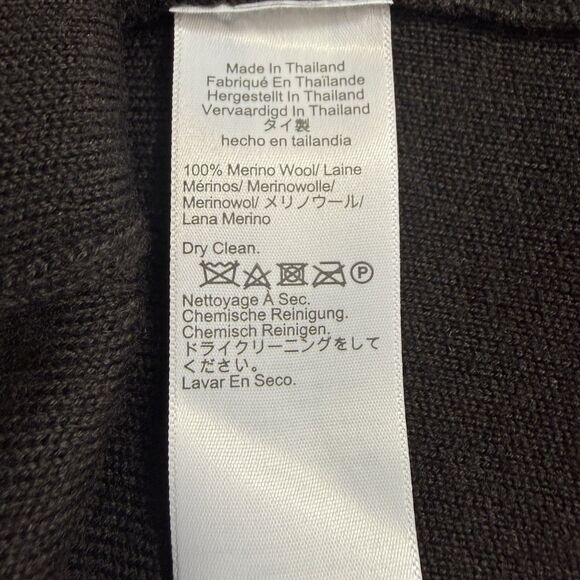 Made In Thailand
Fabriqué En Thaïlande
Hergestellt In Thailand
Vervaardigd In Thailand
タイ製
hecho en tailandia
100% Merino Wool/ Laine
Mérinos/ Merinowolle/
Merinowol/ メリノウール/
Lana Merino
Dry Clean.
P
Nettoyage À Sec.
Chemische Reinigung.
Chemisch Reinigen.
ドライクリーニングをして
ください。
Lavar En Seco.